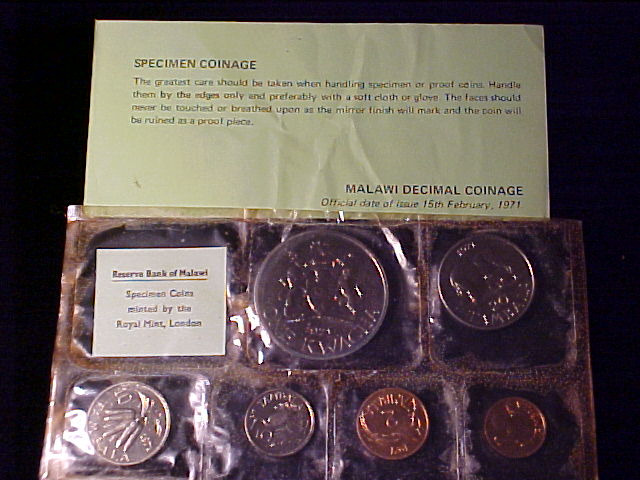 SPECIMEN COINAGE
The greatest care should be taken when handling specimen or proof coins. Handle
them by the edges only and preferably with a soft cloth or glove. The faces should
never be touched or breathed upon as the mirror finish will mark and the coin will
be ruined as a proof piece.
MALAWI DECIMAL COINAGE
Official date of issue 15th February, 1971
Reserve Bank of Malawi
Specimen Coins
minted by the
Royal Mint, London
KWACHA